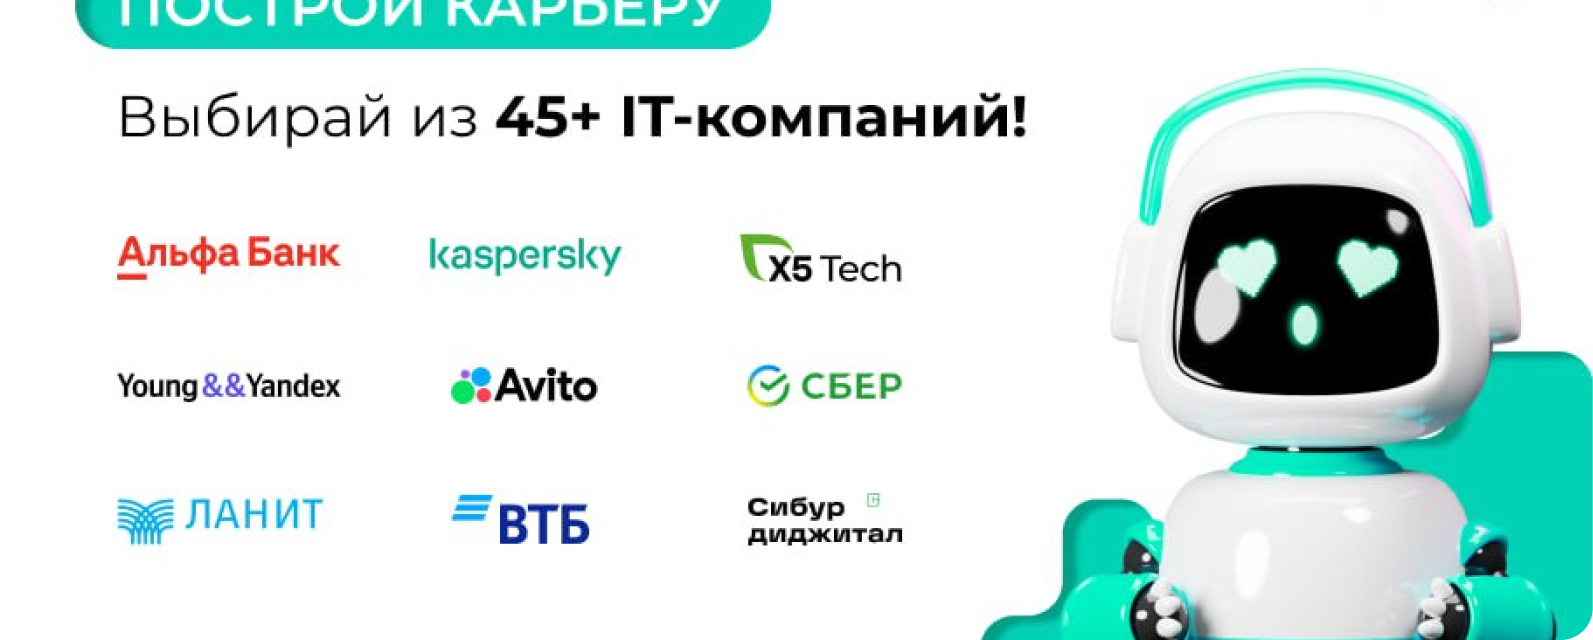 ПОСТРОЙ КАРЬЕРУ
Выбирай из 45+ IT-компаний!
Альфа Банк
kaspersky
X5 Tech
Young&&Yandex
Avito
СБЕР
ЛАНИТ
ВТБ
Сибур
диджитал